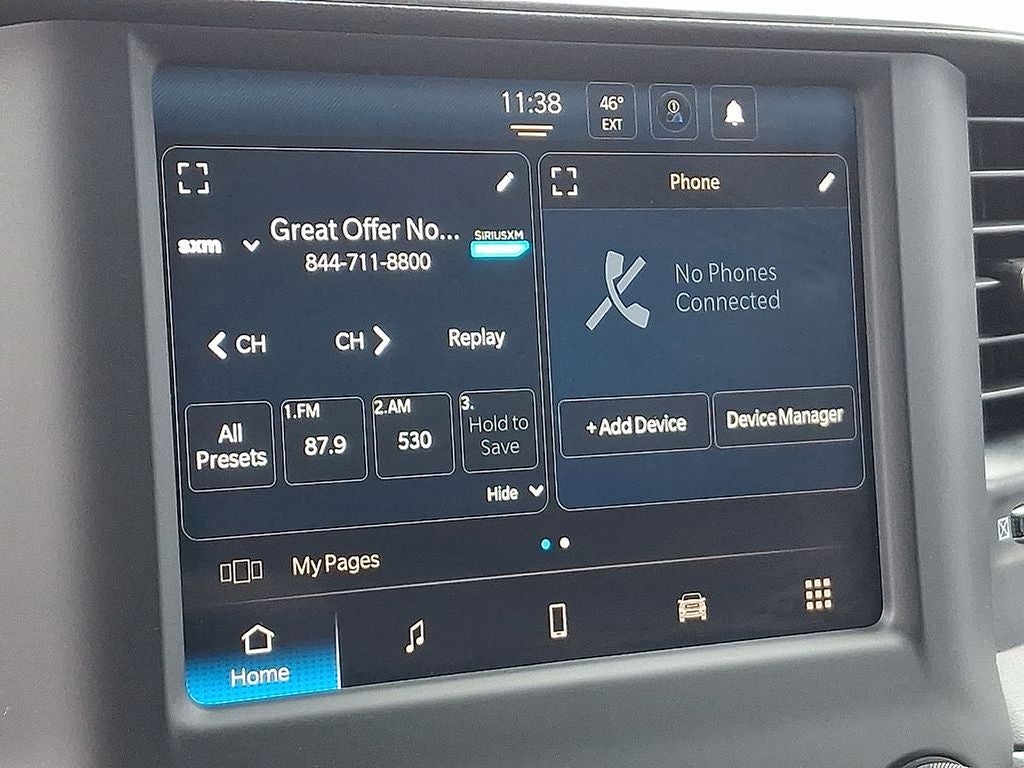 11:38
46°
EXT
Phone
sxm
Great Offer No...
SIRIUSXM
844-711-8800
No Phones
Connected
CH
CH
Replay
All
Presets
1.FM
87.9
2.AM
530
3.
Hold to
Save
+ Add Device
Device Manager
Hide
My Pages
Home